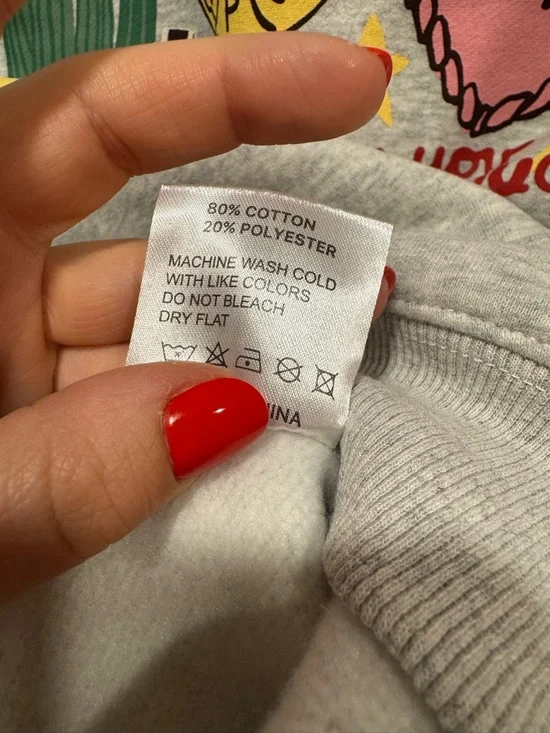 80% COTTON
20% POLYESTER
MACHINE WASH COLD
WITH LIKE COLORS
DO NOT BLEACH
DRY FLAT